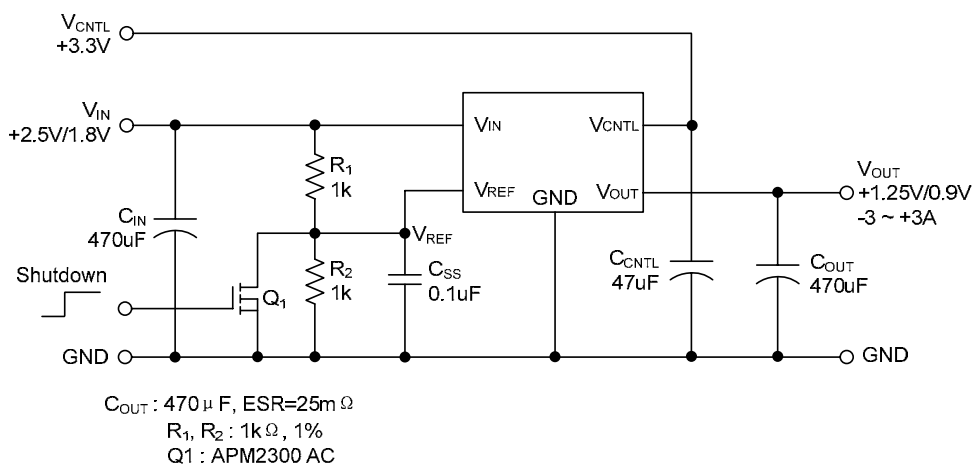 VCNTL
+3.3V
VIN
+2.5V/1.8V
VIN
VCNTL
R1
1k
VREF
GND
VOUT
VOUT
+1.25V/0.9V
-3 ~ +3A
CIN
470uF
VREF
Shutdown
Q1
R2
1k
CSS
0.1uF
CCNTL
47uF
COUT
470uF
GND
GND
COUT : 470μF, ESR=25mΩ
R1, R2 : 1kΩ, 1%
Q1 : APM2300 AC